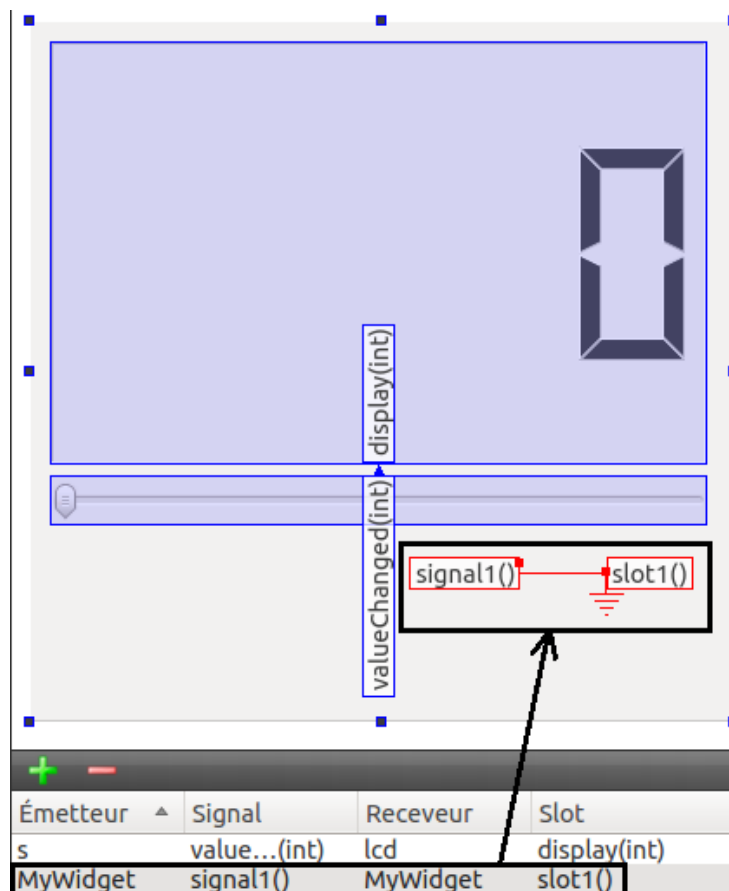 0
display(int)
valueChanged(int)
signal1() slot1()
Émetteur Signal Receveur Slot
s value...(int) lcd display(int)
MyWidget signal1() MyWidget slot1()